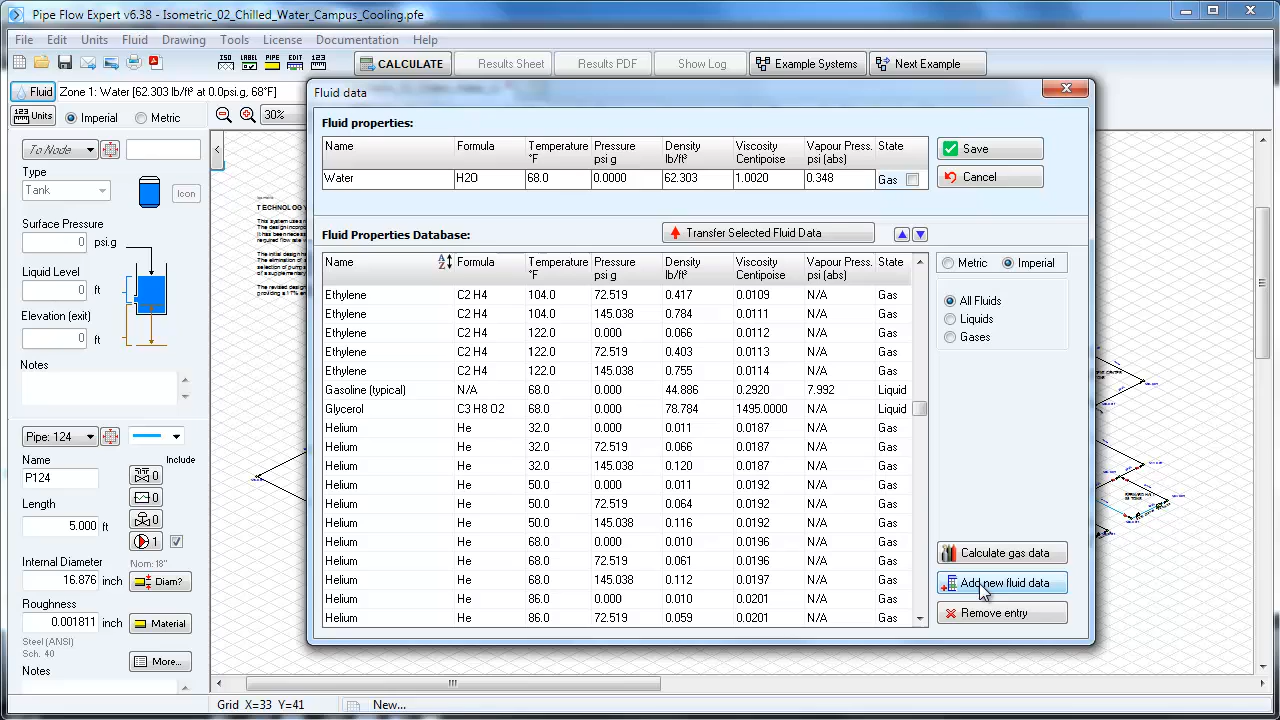 Pipe Flow Expert v6.38 - Isometric_02_Chilled_Water_Campus_Cooling.pfe
File Edit Units Fluid Drawing Tools License Documentation Help
ISO LABEL PIPE EDIT 123 CALCULATE Results Sheet Results PDF Show Log Example Systems Next Example
Fluid Zone 1: Water [62.303 lb/ft³ at 0.0psi.g, 68°F]
123 Units Imperial Metric 30%
To Node
Type
Tank Icon
Surface Pressure
0 psi.g
Liquid Level
0 ft
Elevation (exit)
0 ft
Notes
Pipe: 124
Name Include
P124 0
Length 0
5.000 ft 0
1
Internal Diameter Nom: 18"
16.876 inch Diam?
Roughness
0.001811 inch Material
Steel (ANSI)
Sch. 40
More...
Notes
Fluid data
Fluid properties:
Name Formula Temperature °F Pressure psi g Density lb/ft³ Viscosity Centipoise Vapour Press. psi (abs) State
Water H2O 68.0 0.0000 62.303 1.0020 0.348 Gas
Save
Cancel
Fluid Properties Database: Transfer Selected Fluid Data
Name Formula Temperature °F Pressure psi g Density lb/ft³ Viscosity Centipoise Vapour Press. psi (abs) State
Ethylene C2 H4 104.0 72.519 0.417 0.0109 N/A Gas
Ethylene C2 H4 104.0 145.038 0.784 0.0111 N/A Gas
Ethylene C2 H4 122.0 0.000 0.066 0.0112 N/A Gas
Ethylene C2 H4 122.0 72.519 0.403 0.0113 N/A Gas
Ethylene C2 H4 122.0 145.038 0.755 0.0114 N/A Gas
Gasoline (typical) N/A 68.0 0.000 44.886 0.2920 7.992 Liquid
Glycerol C3 H8 O2 68.0 0.000 78.784 1495.0000 N/A Liquid
Helium He 32.0 0.000 0.011 0.0187 N/A Gas
Helium He 32.0 72.519 0.066 0.0187 N/A Gas
Helium He 32.0 145.038 0.120 0.0187 N/A Gas
Helium He 50.0 0.000 0.011 0.0192 N/A Gas
Helium He 50.0 72.519 0.064 0.0192 N/A Gas
Helium He 50.0 145.038 0.116 0.0192 N/A Gas
Helium He 68.0 0.000 0.010 0.0196 N/A Gas
Helium He 68.0 72.519 0.061 0.0196 N/A Gas
Helium He 68.0 145.038 0.112 0.0197 N/A Gas
Helium He 86.0 0.000 0.010 0.0201 N/A Gas
Helium He 86.0 72.519 0.059 0.0201 N/A Gas
Metric Imperial
All Fluids
Liquids
Gases
Calculate gas data
Add new fluid data
Remove entry
Grid X=33 Y=41 New...